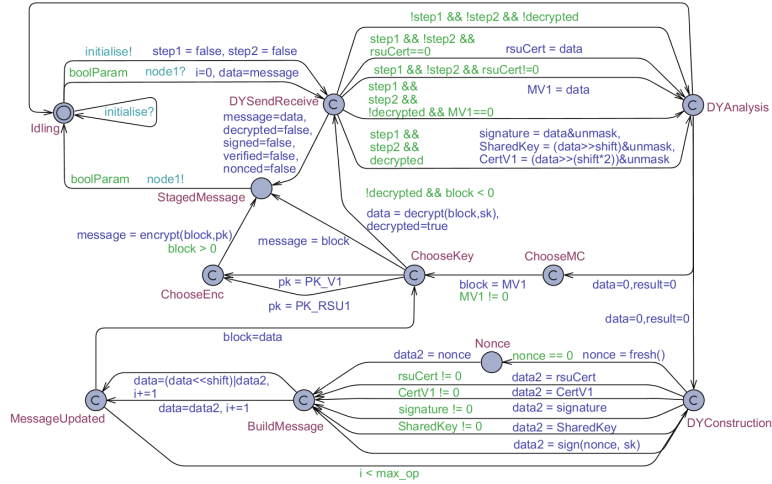 !step1 && !step2 && !decrypted
initialise!
step1 = false, step2 = false
step1 && !step2 &&
rsuCert==0
rsuCert = data
boolParam
node1?
i=0, data=message
step1 && !step2 && rsuCert!=0
step1 &&
step2 &&
!decrypted && MV1==0
MV1 = data
DYSendReceive
DYAnalysis
initialise?
Idling
message=data,
decrypted=false,
signed=false,
verified=false,
nonced=false
step1 &&
step2 &&
decrypted
signature = data&unmask,
SharedKey = (data>>shift)&unmask,
CertV1 = (data>>(shift*2))&unmask
boolParam
node1!
StagedMessage
!decrypted && block < 0
data = decrypt(block,sk),
decrypted=true
message = encrypt(block,pk)
block > 0
message = block
ChooseKey
ChooseMC
ChooseEnc
pk = PK_V1
block = MV1
MV1 != 0
data=0,result=0
pk = PK_RSU1
data=0,result=0
block=data
Nonce
data2 = nonce
nonce == 0
nonce = fresh()
data=(data<<shift)|data2,
i+=1
rsuCert != 0
data2 = rsuCert
CertV1 != 0
data2 = CertV1
data=data2, i+=1
signature != 0
data2 = signature
MessageUpdated
BuildMessage
SharedKey != 0
data2 = SharedKey
DYConstruction
data2 = sign(nonce, sk)
i < max_op